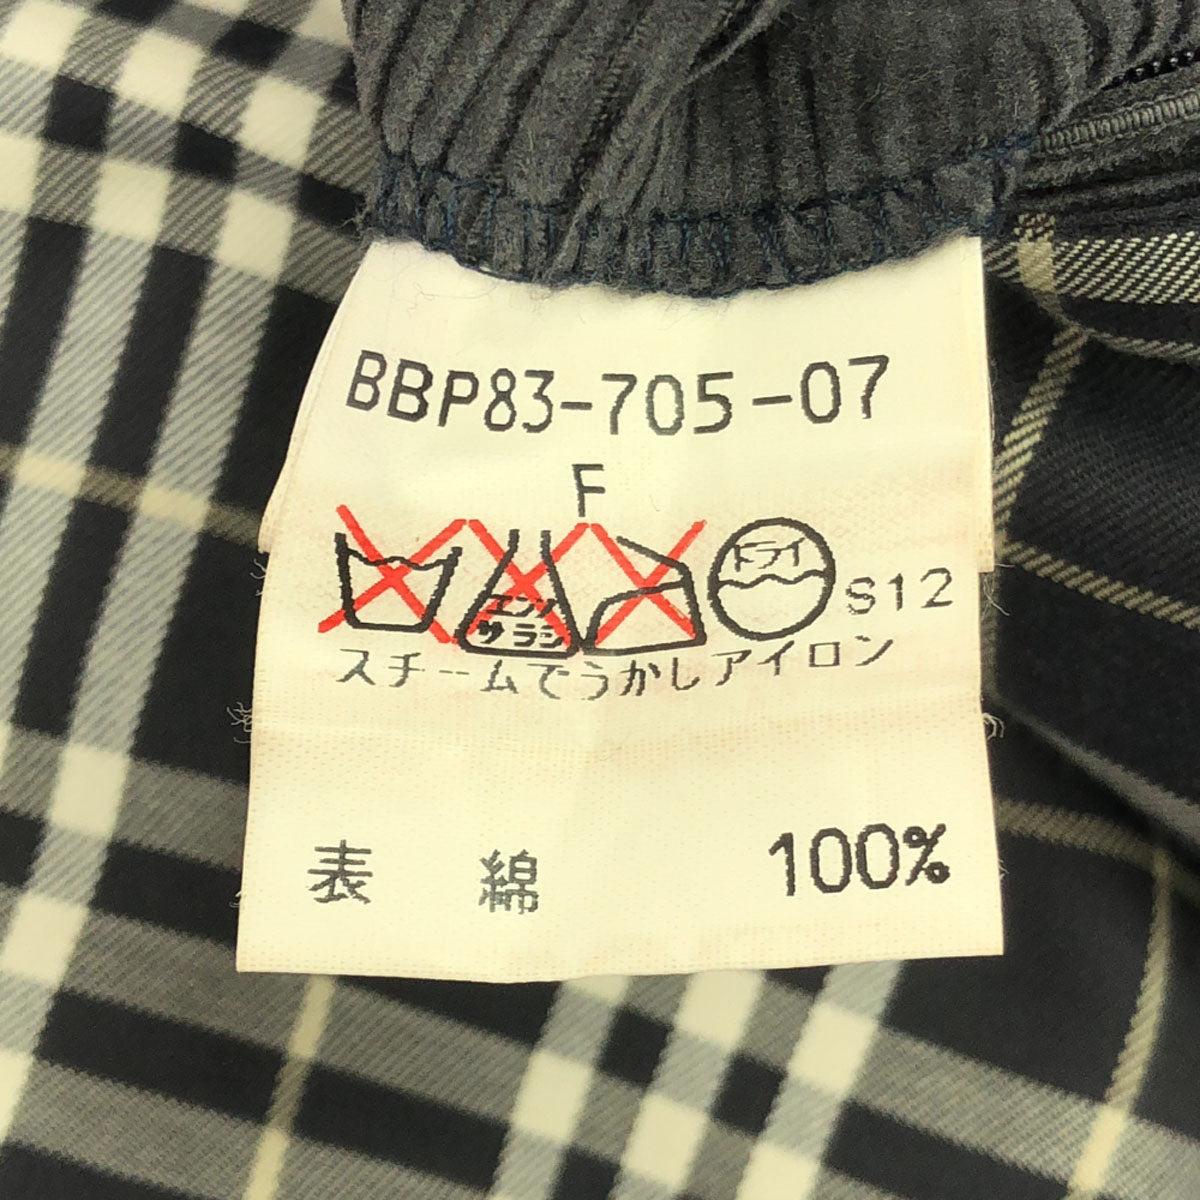 BBP83-705-07
F
エンソ サラシ ドライ S12
スチームでうかしアイロン
表 綿 100%